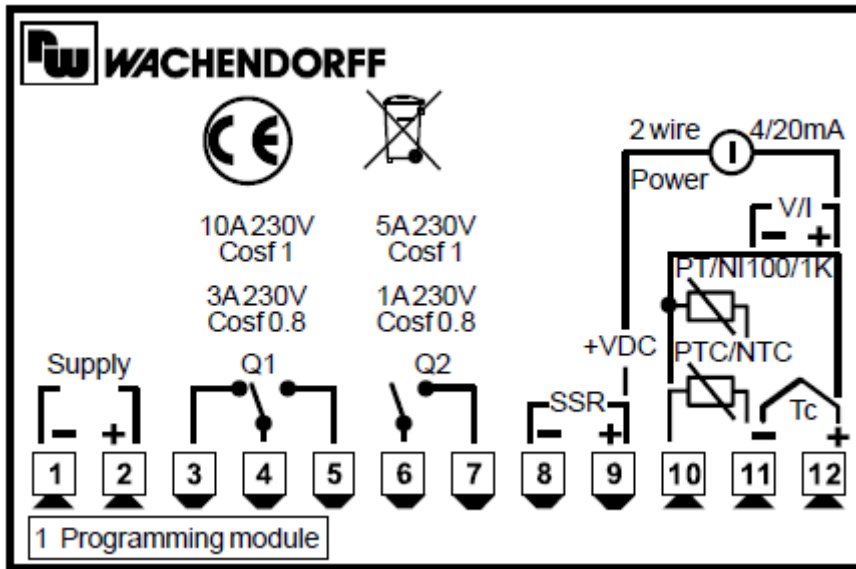 rw WACHENDORFF
CE
2 wire 4/20mA
I
Power
V/I
- +
10A 230V 5A 230V
Cosf 1 Cosf 1
PT/NI100/1K
3A 230V 1A 230V
Cosf 0.8 Cosf 0.8
+VDC PTC/NTC
Supply Q1 Q2
SSR Tc
- + - + - +
1 2 3 4 5 6 7 8 9 10 11 12
1 Programming module